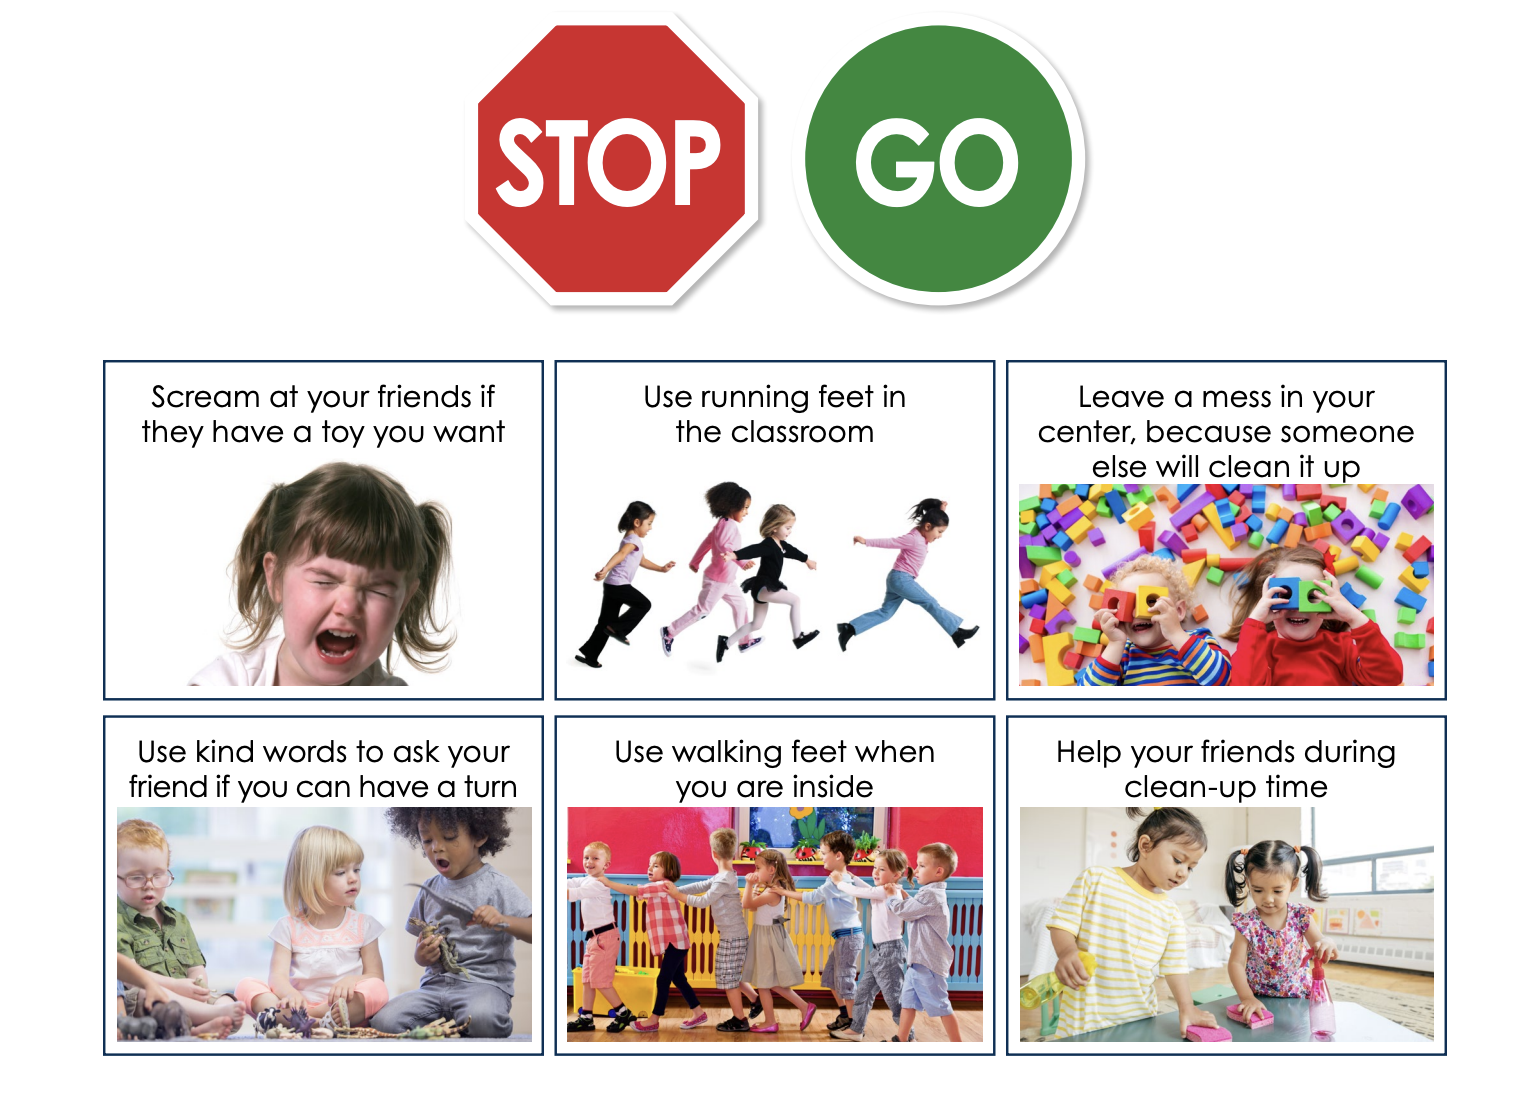 STOP
GO
Scream at your friends if
they have a toy you want
Use running feet in
the classroom
Leave a mess in your
center, because someone
else will clean it up
Use kind words to ask your
friend if you can have a turn
Use walking feet when
you are inside
Help your friends during
clean-up time